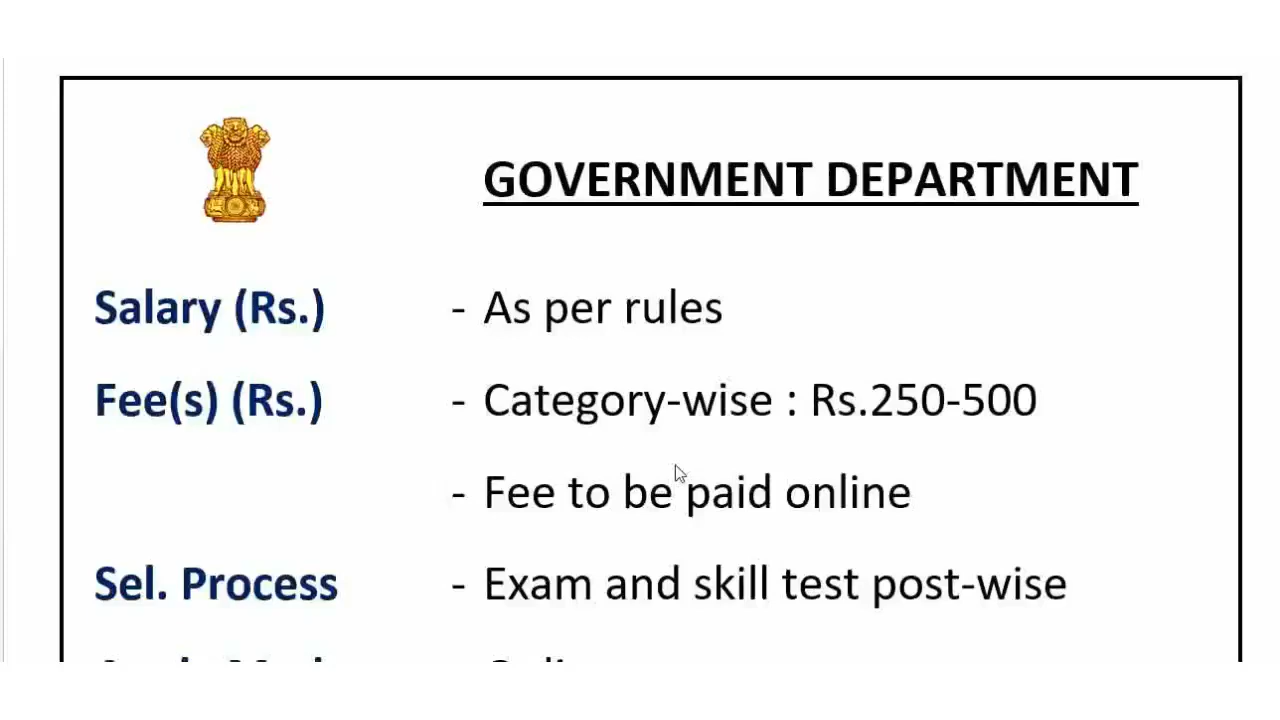 GOVERNMENT DEPARTMENT
Salary (Rs.) - As per rules
Fee(s) (Rs.) - Category-wise : Rs.250-500
- Fee to be paid online
Sel. Process - Exam and skill test post-wise